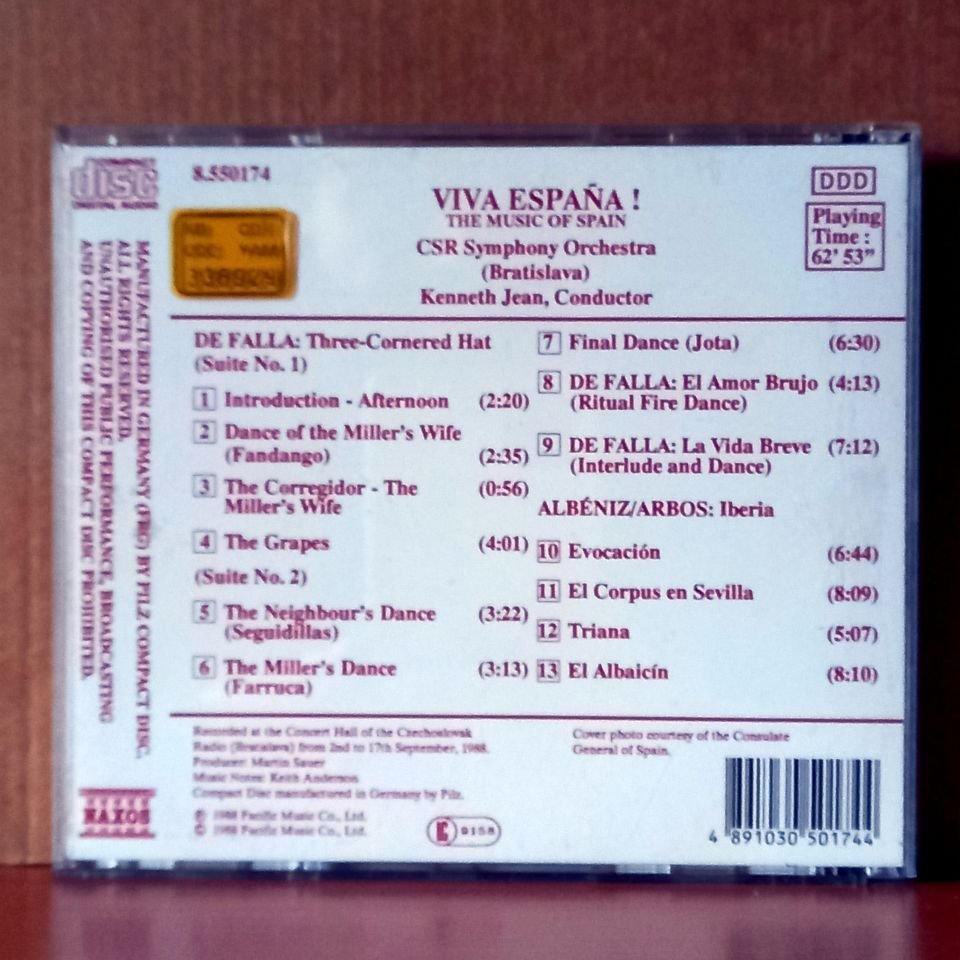 COMPACT
disc
DIGITAL AUDIO
8.550174
VIVA ESPAÑA !
THE MUSIC OF SPAIN
CSR Symphony Orchestra
(Bratislava)
Kenneth Jean, Conductor
DDD
Playing
Time :
62' 53"
MANUFACTURED IN GERMANY (FRG) BY PILZ COMPACT DISC.
ALL RIGHTS RESERVED.
UNAUTHORISED PUBLIC PERFORMANCE, BROADCASTING
AND COPYING OF THIS COMPACT DISC PROHIBITED.
DE FALLA: Three-Cornered Hat
(Suite No. 1)
1 Introduction - Afternoon (2:20)
2 Dance of the Miller's Wife
(Fandango) (2:35)
3 The Corregidor - The (0:56)
Miller's Wife
4 The Grapes (4:01)
(Suite No. 2)
5 The Neighbour's Dance (3:22)
(Seguidillas)
6 The Miller's Dance (3:13)
(Farruca)
7 Final Dance (Jota) (6:30)
8 DE FALLA: El Amor Brujo (4:13)
(Ritual Fire Dance)
9 DE FALLA: La Vida Breve (7:12)
(Interlude and Dance)
ALBÉNIZ/ARBOS: Iberia
10 Evocación (6:44)
11 El Corpus en Sevilla (8:09)
12 Triana (5:07)
13 El Albaicín (8:10)
Recorded at the Concert Hall of the Czechoslovak
Radio (Bratislava) from 2nd to 17th September, 1988.
Producer: Martin Sauer
Music Notes: Keith Anderson
Compact Disc manufactured in Germany by Pilz.
℗ 1988 Pacific Music Co., Ltd.
© 1988 Pacific Music Co., Ltd.
Cover photo courtesy of the Consulate
General of Spain.
NAXOS
4 891030 501744